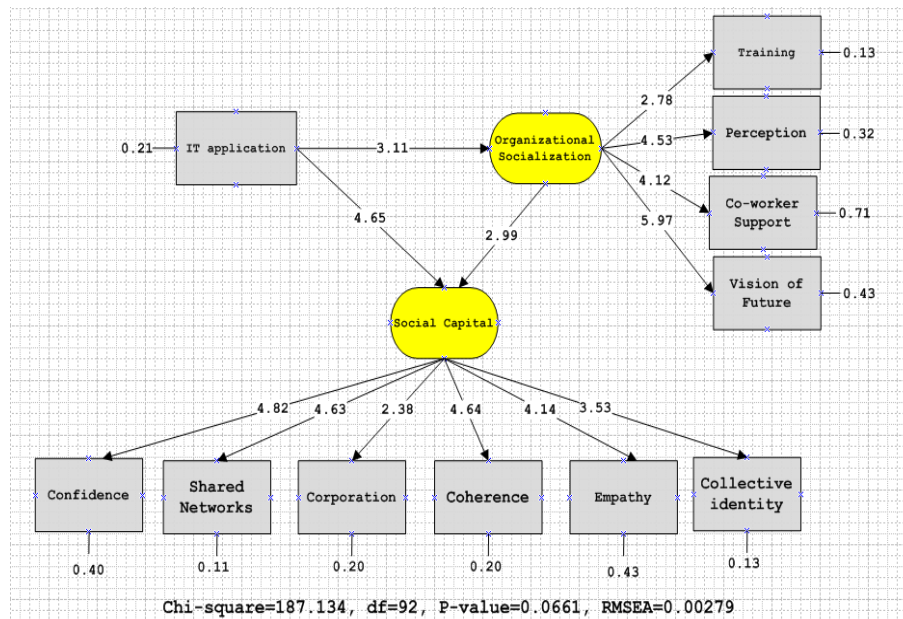 Training
0.13
2.78
0.21
IT application
3.11
Organizational
Socialization
4.53
Perception
0.32
4.12
Co-worker
Support
0.71
4.65
2.99
5.97
Vision of
Future
0.43
Social Capital
4.82
4.63
2.38
4.64
4.14
3.53
Confidence
Shared
Networks
Corporation
Coherence
Empathy
Collective
identity
0.40
0.11
0.20
0.20
0.43
0.13
Chi-square=187.134, df=92, P-value=0.0661, RMSEA=0.00279